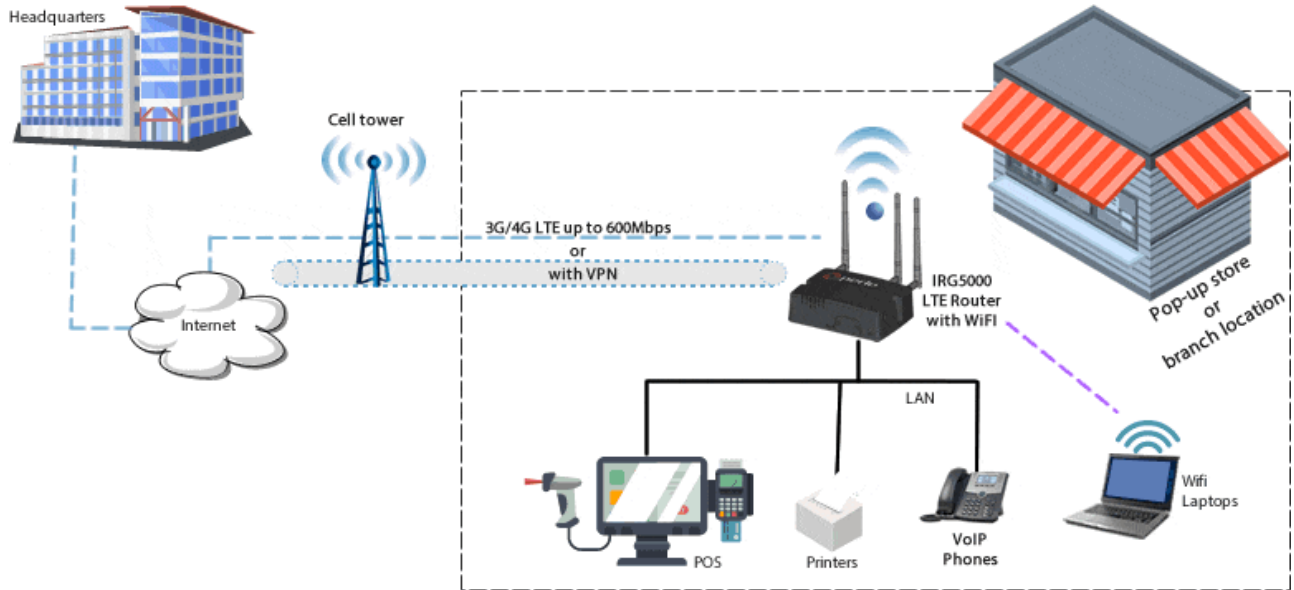 Headquarters
Cell tower
3G/4G LTE up to 600Mbps
or
with VPN
Internet
perle
IRG5000
LTE Router
with WiFI
Pop-up store
or
branch location
LAN
POS
Printers
VoIP
Phones
Wifi
Laptops